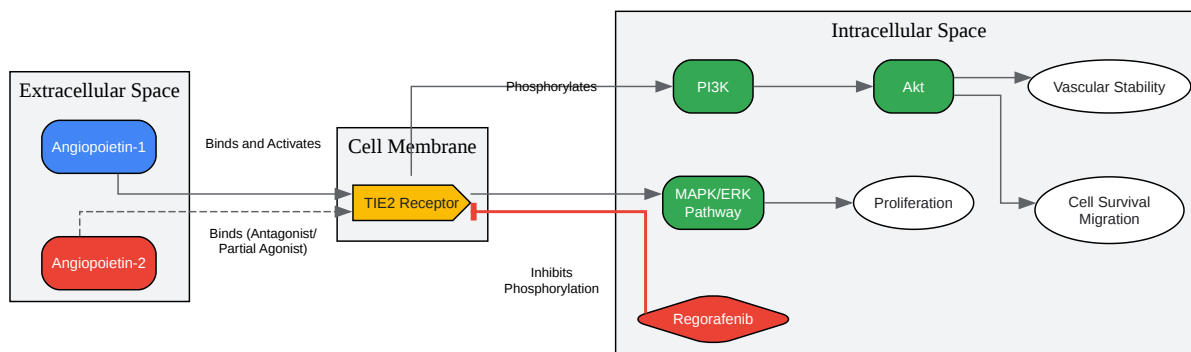 Extracellular Space
Angiopoietin-1
Angiopoietin-2
Binds and Activates
Binds (Antagonist/
Partial Agonist)
Cell Membrane
TIE2 Receptor
Phosphorylates
Inhibits
Phosphorylation
Intracellular Space
PI3K
Akt
Vascular Stability
MAPK/ERK
Pathway
Proliferation
Cell Survival
Migration
Regorafenib